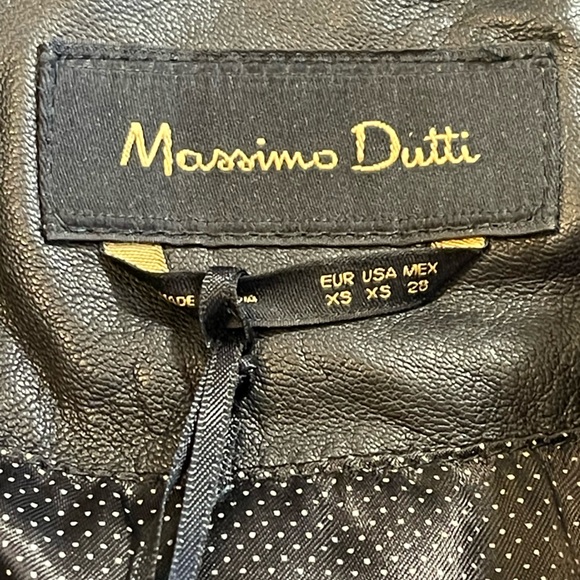 Massimo Dutti
EUR USA MEX
XS XS 28